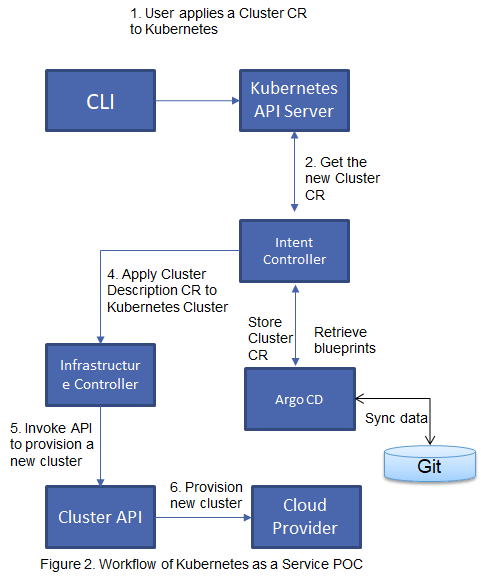 1. User applies a Cluster CR
to Kubernetes
CLI
Kubernetes
API Server
2. Get the
new Cluster
CR
Intent
Controller
4. Apply Cluster
Description CR to
Kubernetes Cluster
Store
Cluster
CR
Retrieve
blueprints
Infrastructur
e Controller
Argo CD
Sync data
5. Invoke API
to provision a
new cluster
Git
Cluster API
6. Provision
new cluster
Cloud
Provider
Figure 2. Workflow of Kubernetes as a Service POC